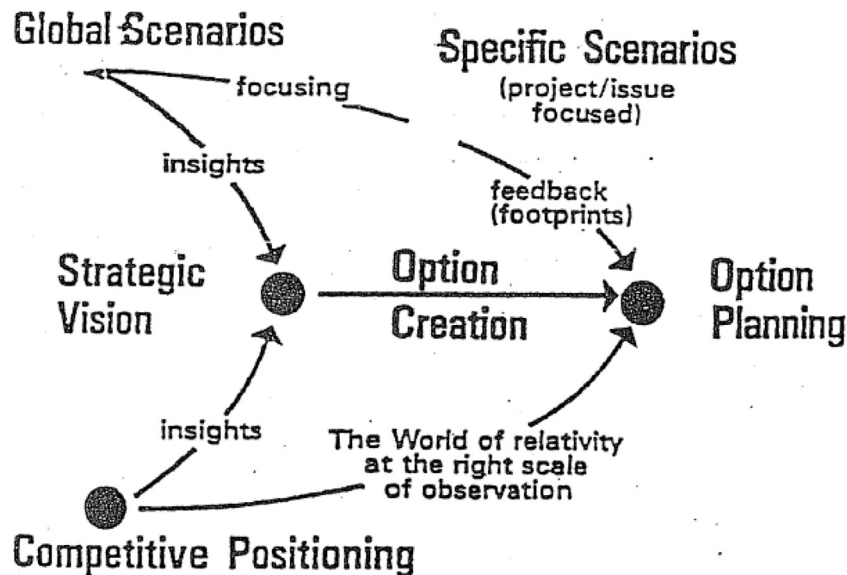 Global Scenarios
Specific Scenarios
(project/issue
focused)
focusing
insights
feedback
(footprints)
Strategic
Vision
Option
Creation
Option
Planning
insights
The World of relativity
at the right scale
of observation
Competitive Positioning